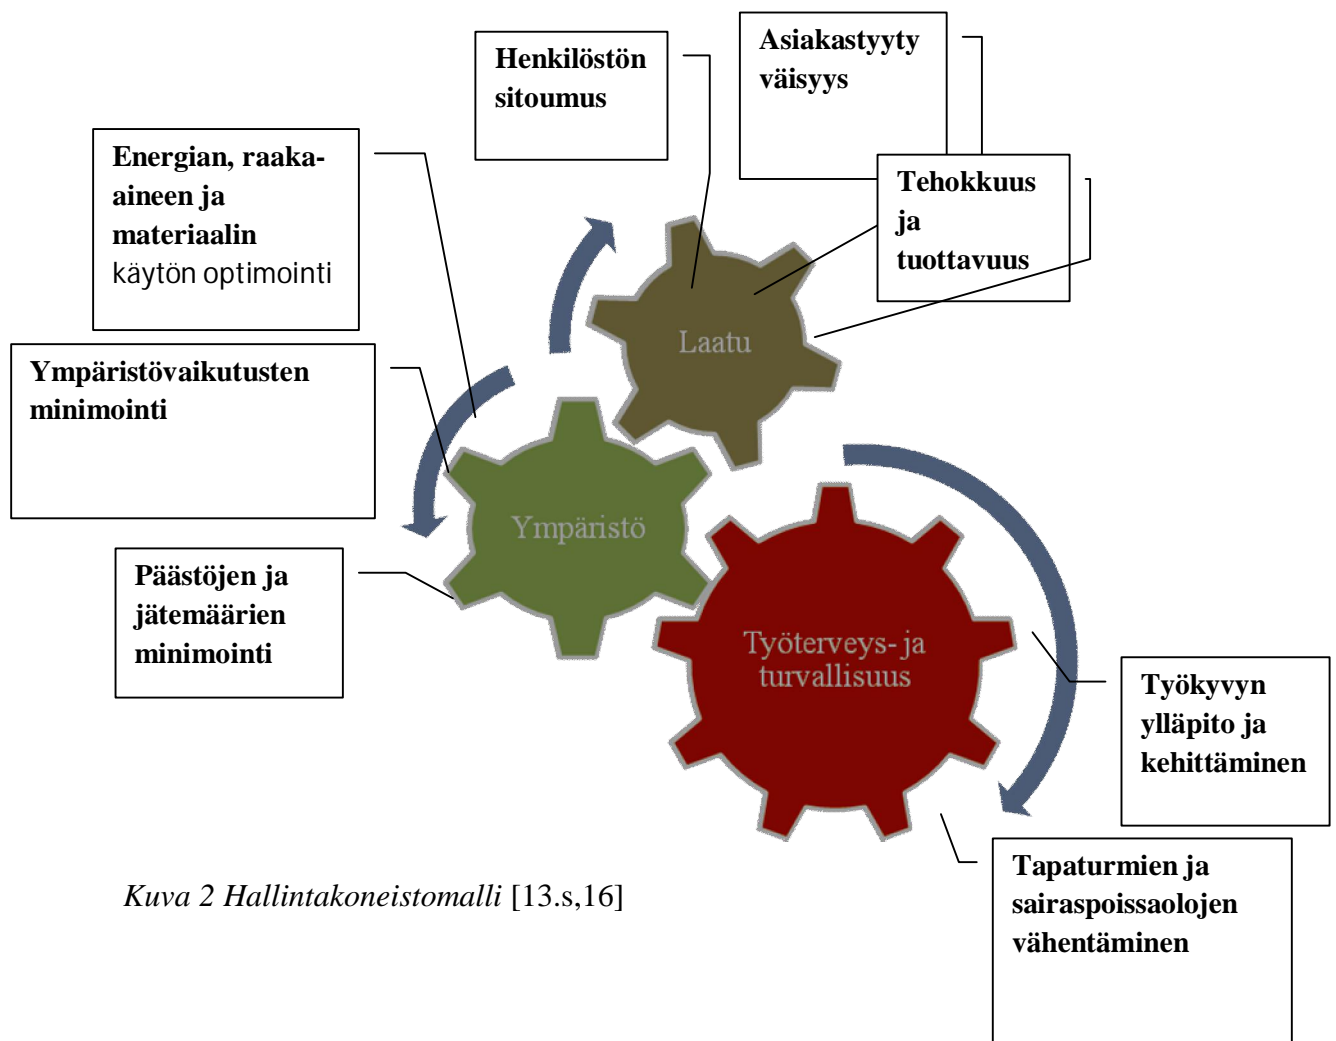 Henkilöstön
sitoumus
Asiakastyyty
väisyys
Tehokkuus
ja
tuottavuus
Energian, raaka-
aineen ja
materiaalin
käytön optimointi
Laatu
Ympäristövaikutusten
minimointi
Ympäristö
Päästöjen ja
jätemäärien
minimointi
Työterveys- ja
turvallisuus
Työkyvyn
ylläpito ja
kehittäminen
Tapaturmien ja
sairaspoissaolojen
vähentäminen
Kuva 2 Hallintakoneistomalli [13.s,16]